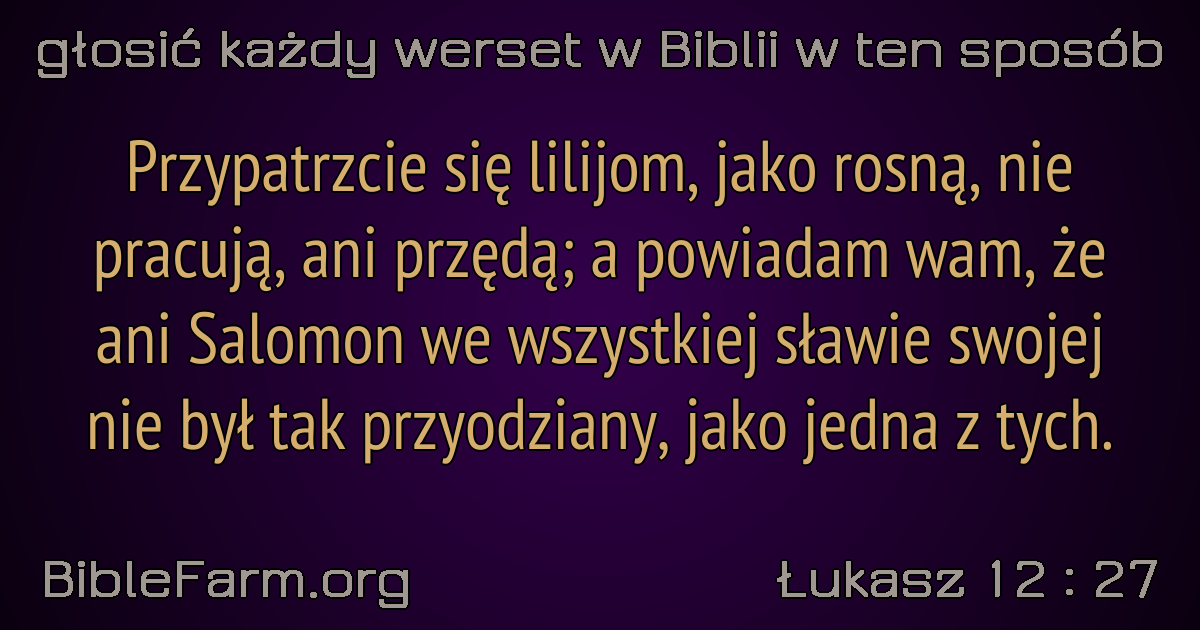 głosić każdy werset w Biblii w ten sposób
Przypatrzcie się lilijom, jako rosną, nie
pracują, ani przędą; a powiadam wam, że
ani Salomon we wszystkiej sławie swojej
nie był tak przyodziany, jako jedna z tych.
BibleFarm.org
Łukasz 12 : 27